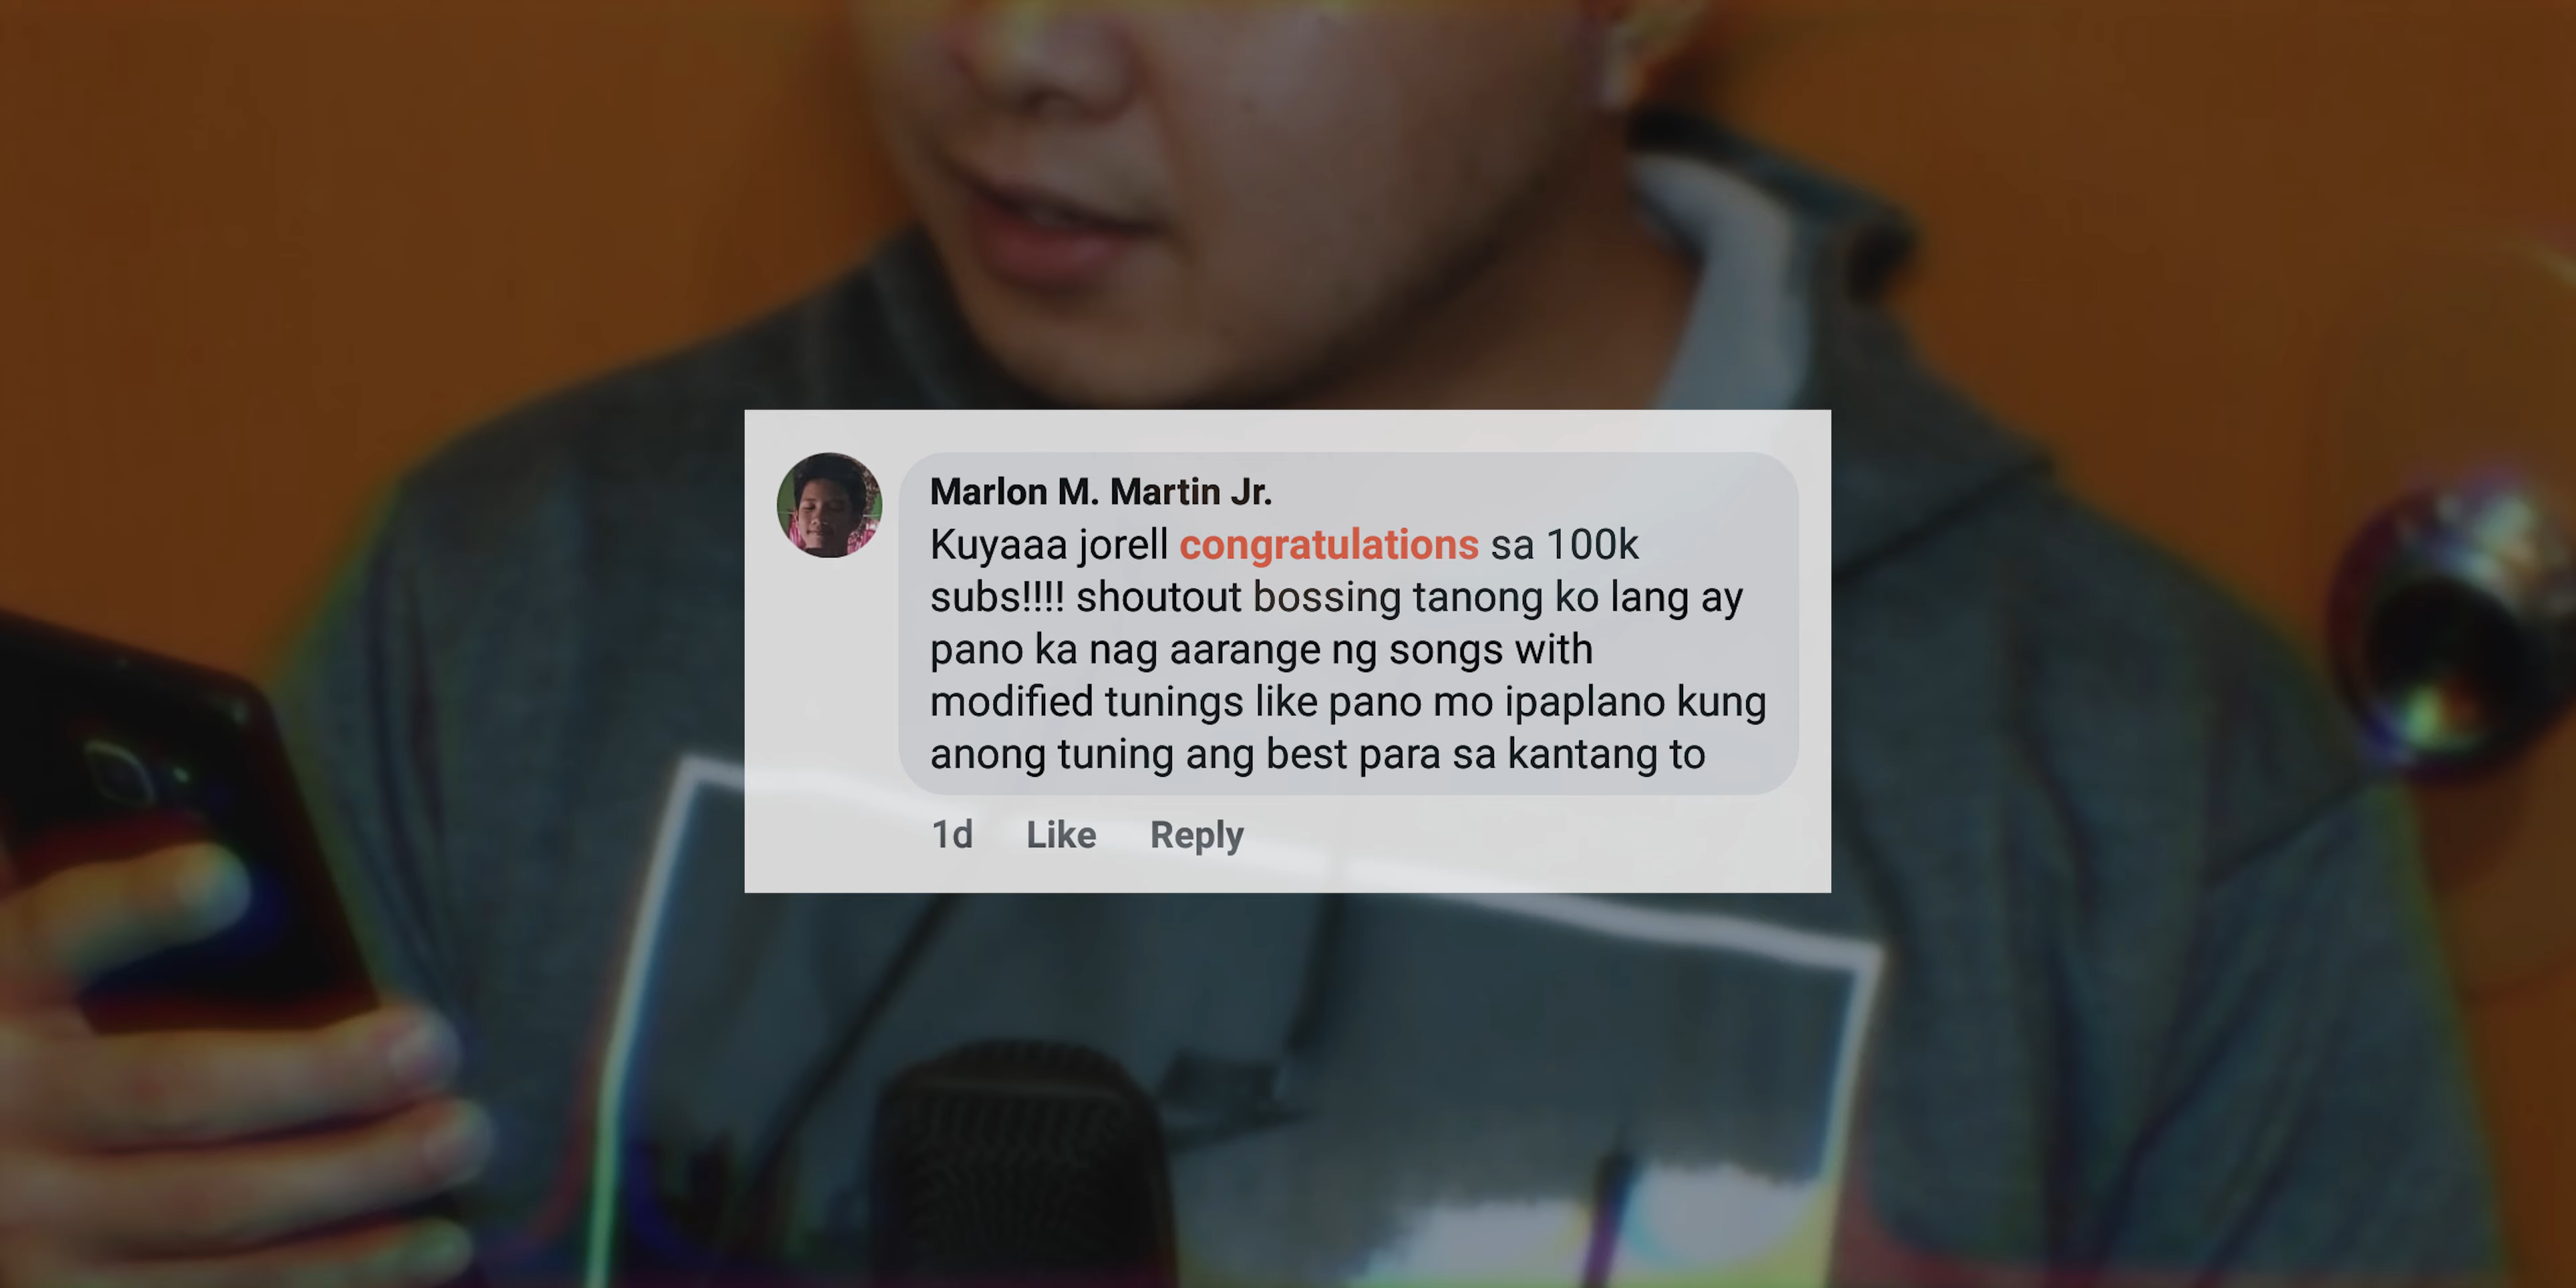 Marlon M. Martin Jr.
Kuyaaa jorell congratulations sa 100k
subs!!!! shoutout bossing tanong ko lang ay
pano ka nag aarange ng songs with
modified tunings like pano mo ipaplano kung
anong tuning ang best para sa kantang to
1d Like Reply